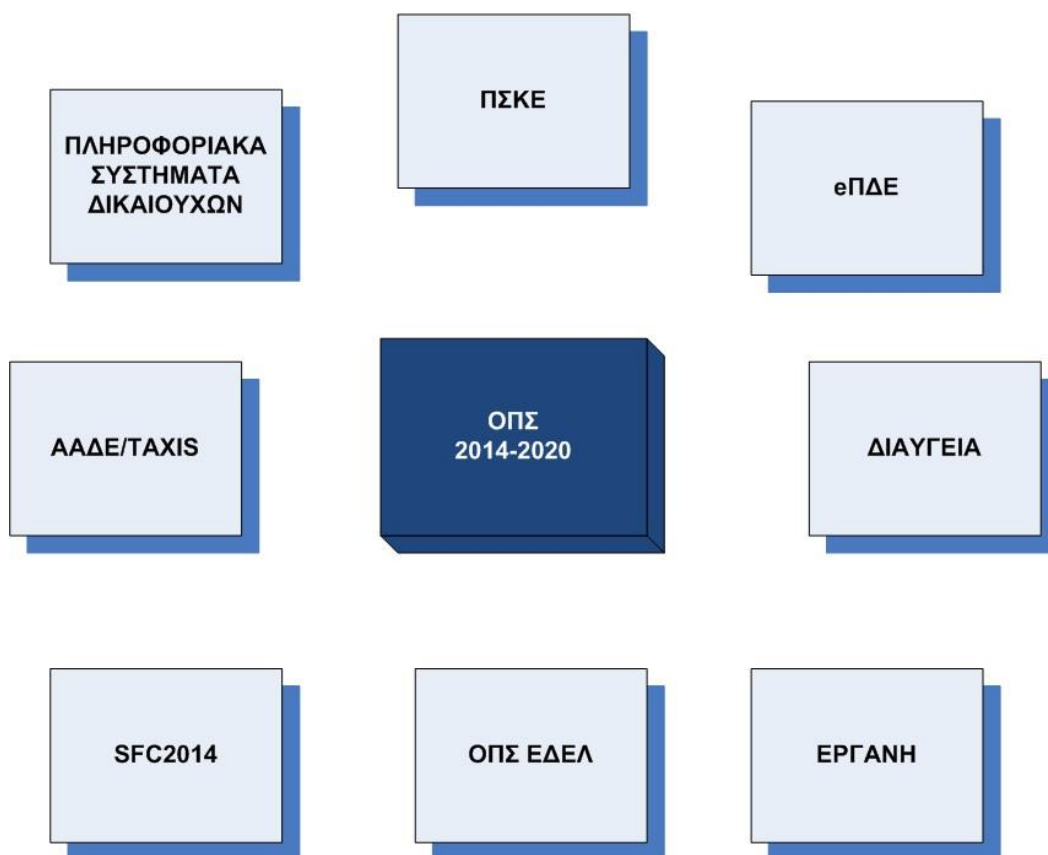 ΠΣΚΕ
ΠΛΗΡΟΦΟΡΙΑΚΑ
ΣΥΣΤΗΜΑΤΑ
ΔΙΚΑΙΟΥΧΩΝ
eΠΔΕ
ΑΑΔΕ/TAXIS
ΟΠΣ
2014-2020
ΔΙΑΥΓΕΙΑ
SFC2014
ΟΠΣ ΕΔΕΛ
ΕΡΓΑΝΗ